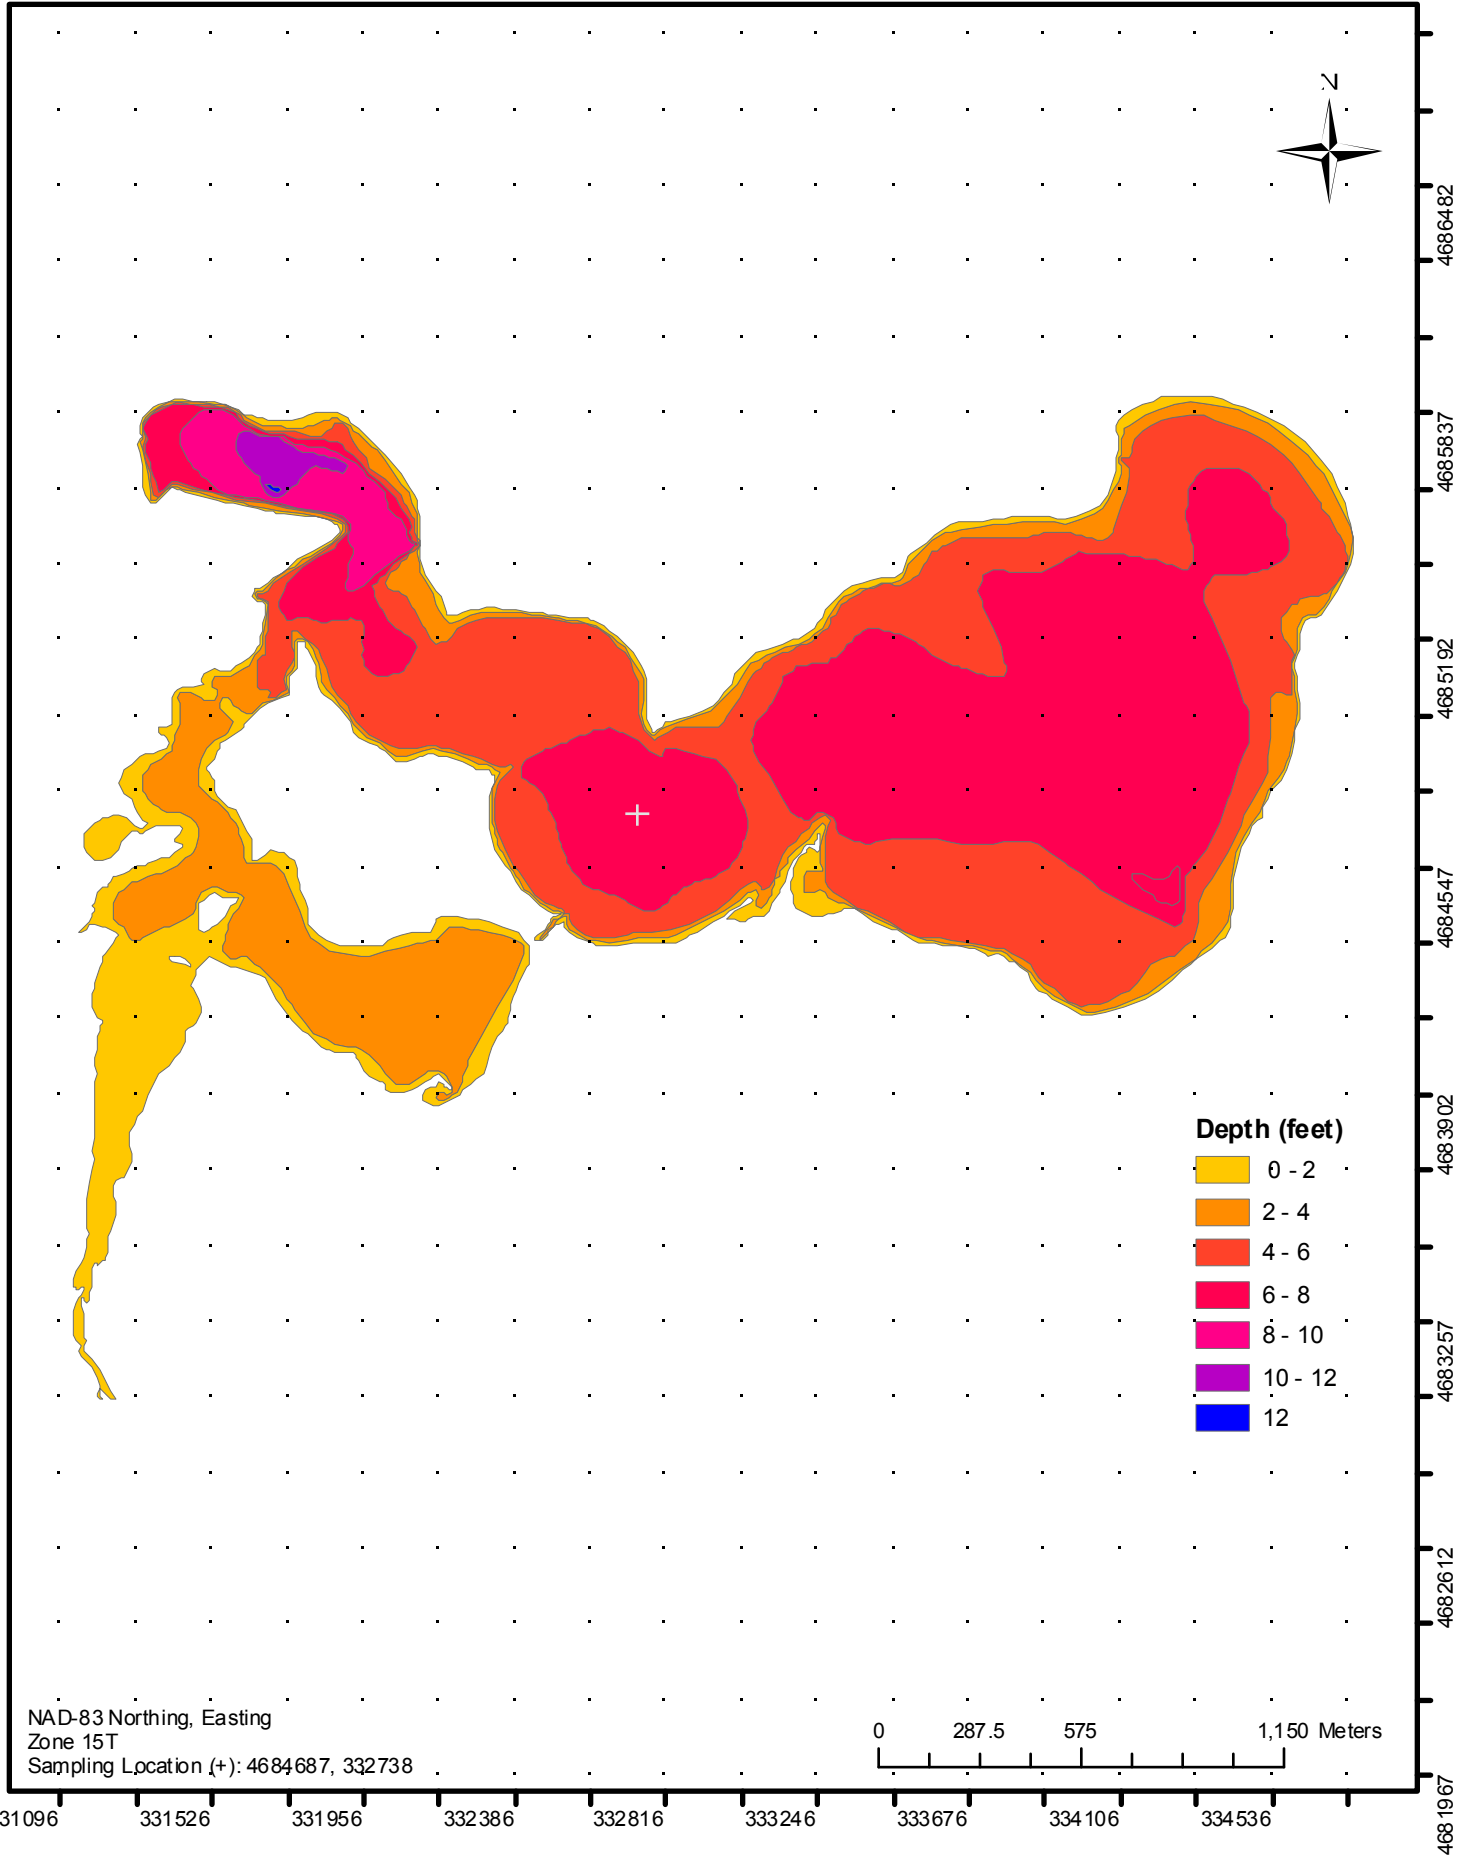 N
4686482
4685837
4685192
4684547
4683902
Depth (feet)
0 - 2
2 - 4
4 - 6
6 - 8
8 - 10
10 - 12
12
4683257
4682612
4681967
NAD-83 Northing, Easting
Zone 15T
Sampling Location (+): 4684687, 332738
0 287.5 575 1,150 Meters
31096 331526 331956 332386 332816 333246 333676 334106 334536